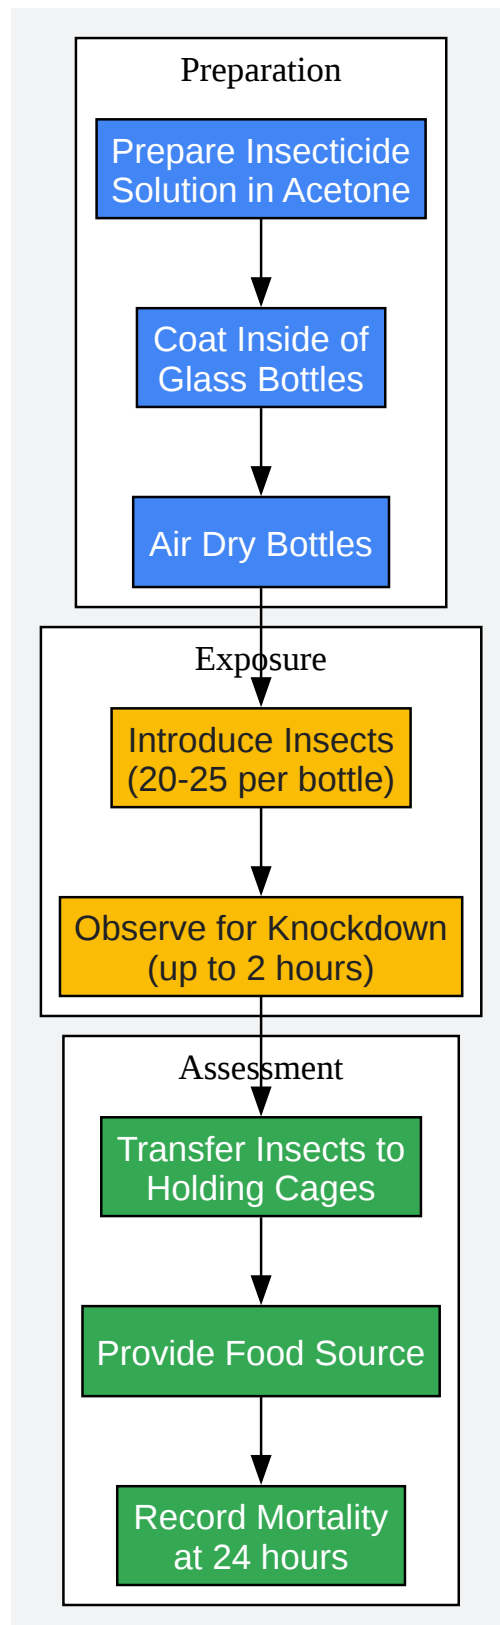 Preparation
Prepare Insecticide
Solution in Acetone
Coat Inside of
Glass Bottles
Air Dry Bottles
Exposure
Introduce Insects
(20-25 per bottle)
Observe for Knockdown
(up to 2 hours)
Assessment
Transfer Insects to
Holding Cages
Provide Food Source
Record Mortality
at 24 hours